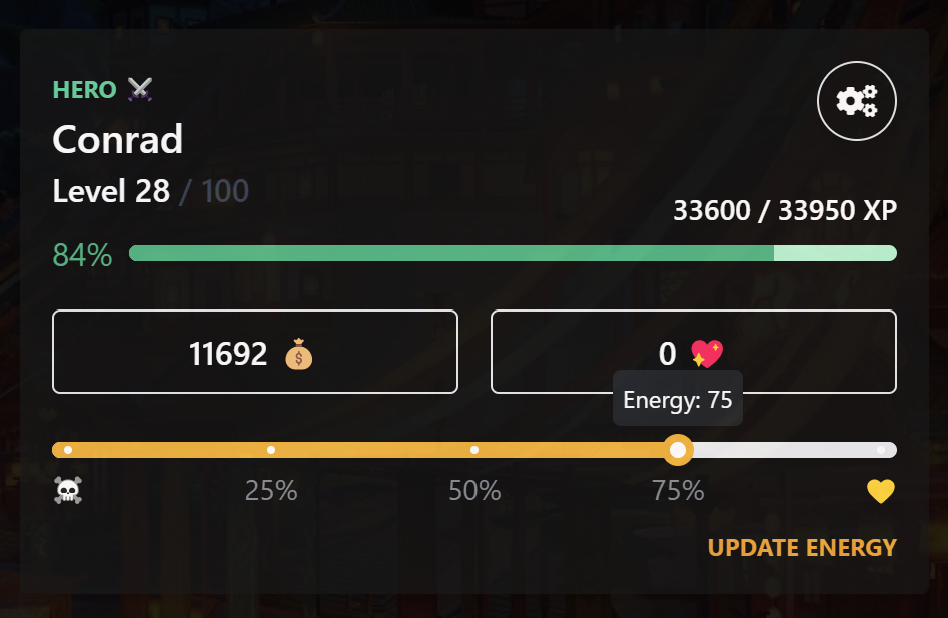 HERO
Conrad
Level 28 / 100
33600 / 33950 XP
84%
11692
0
Energy: 75
25% 50% 75%
UPDATE ENERGY